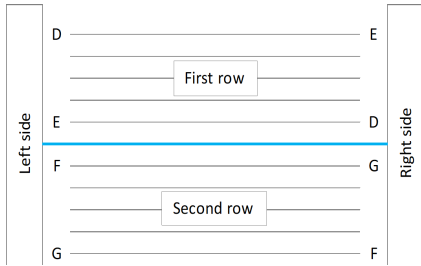 D E
First row
E D
Left side
Right side
F G
Second row
G F